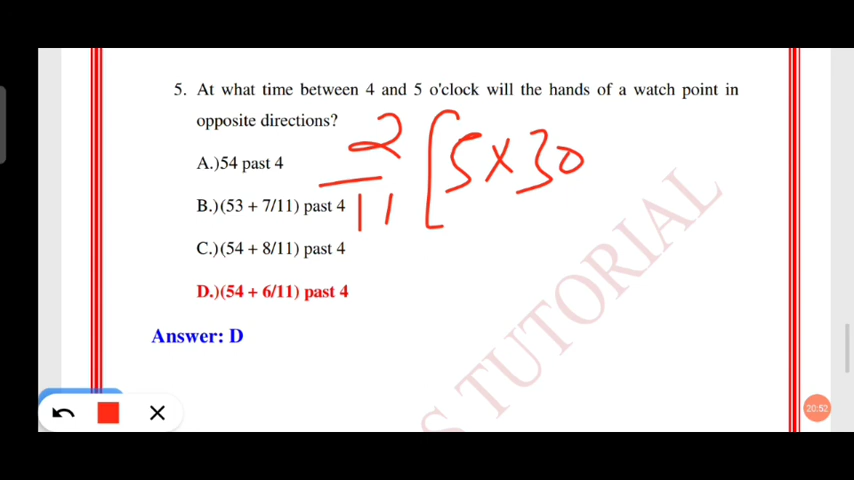 5. At what time between 4 and 5 o'clock will the hands of a watch point in
opposite directions?
A.)54 past 4
B.)(53 + 7/11) past 4
C.)(54 + 8/11) past 4
D.)(54 + 6/11) past 4
Answer: D
2/11 [5×30
S TUTORIAL
20:52